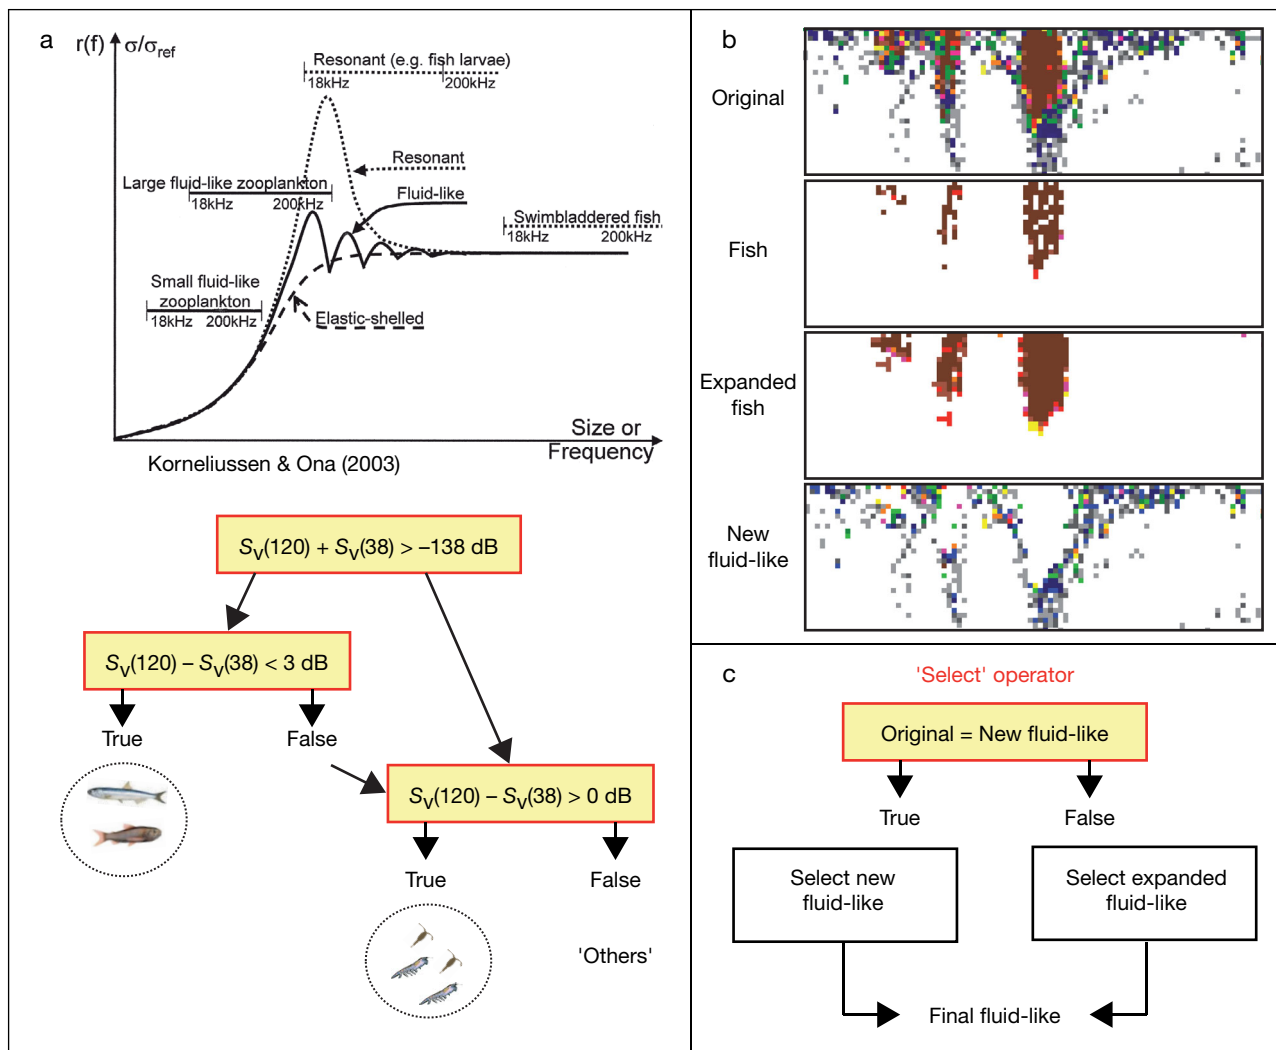 a
r(f) σ/σref
Resonant (e.g. fish larvae)
18kHz
200kHz
Resonant
Large fluid-like zooplankton
18kHz
200kHz
Fluid-like
Swimbladdered fish
18kHz
200kHz
Small fluid-like
zooplankton
18kHz 200kHz
Elastic-shelled
Size or
Frequency
Korneliussen & Ona (2003)
SV(120) + SV(38) > –138 dB
SV(120) – SV(38) < 3 dB
True
False
SV(120) – SV(38) > 0 dB
True
False
'Others'
b
Original
Fish
Expanded
fish
New
fluid-like
c
'Select' operator
Original = New fluid-like
True
False
Select new
fluid-like
Select expanded
fluid-like
Final fluid-like